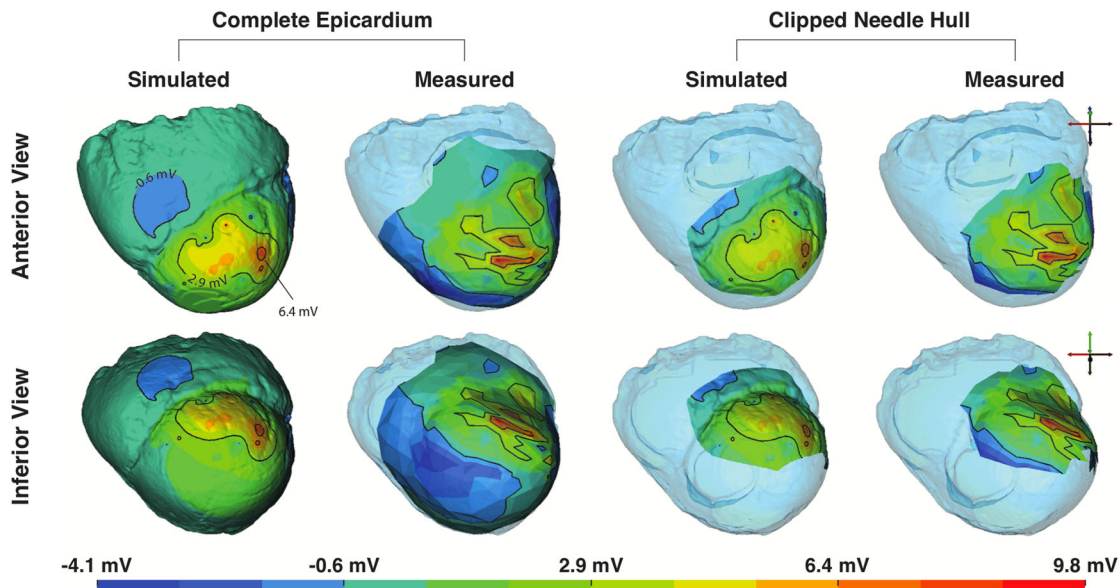 Complete Epicardium Clipped Needle Hull
Simulated Measured Simulated Measured
Anterior View
-0.6 mV
2.9 mV
6.4 mV
Inferior View
-4.1 mV -0.6 mV 2.9 mV 6.4 mV 9.8 mV